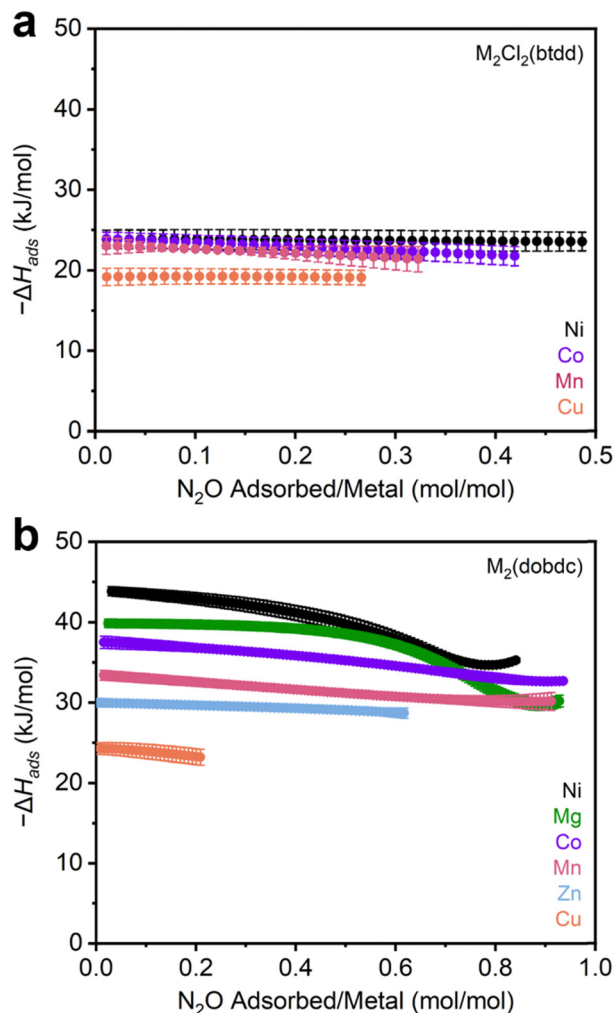 a
50
40
30
20
10
0
−ΔHads (kJ/mol)
M2Cl2(btdd)
Ni
Co
Mn
Cu
0.0 0.1 0.2 0.3 0.4 0.5
N2O Adsorbed/Metal (mol/mol)
b
50
40
30
20
10
0
−ΔHads (kJ/mol)
M2(dobdc)
Ni
Mg
Co
Mn
Zn
Cu
0.0 0.2 0.4 0.6 0.8 1.0
N2O Adsorbed/Metal (mol/mol)